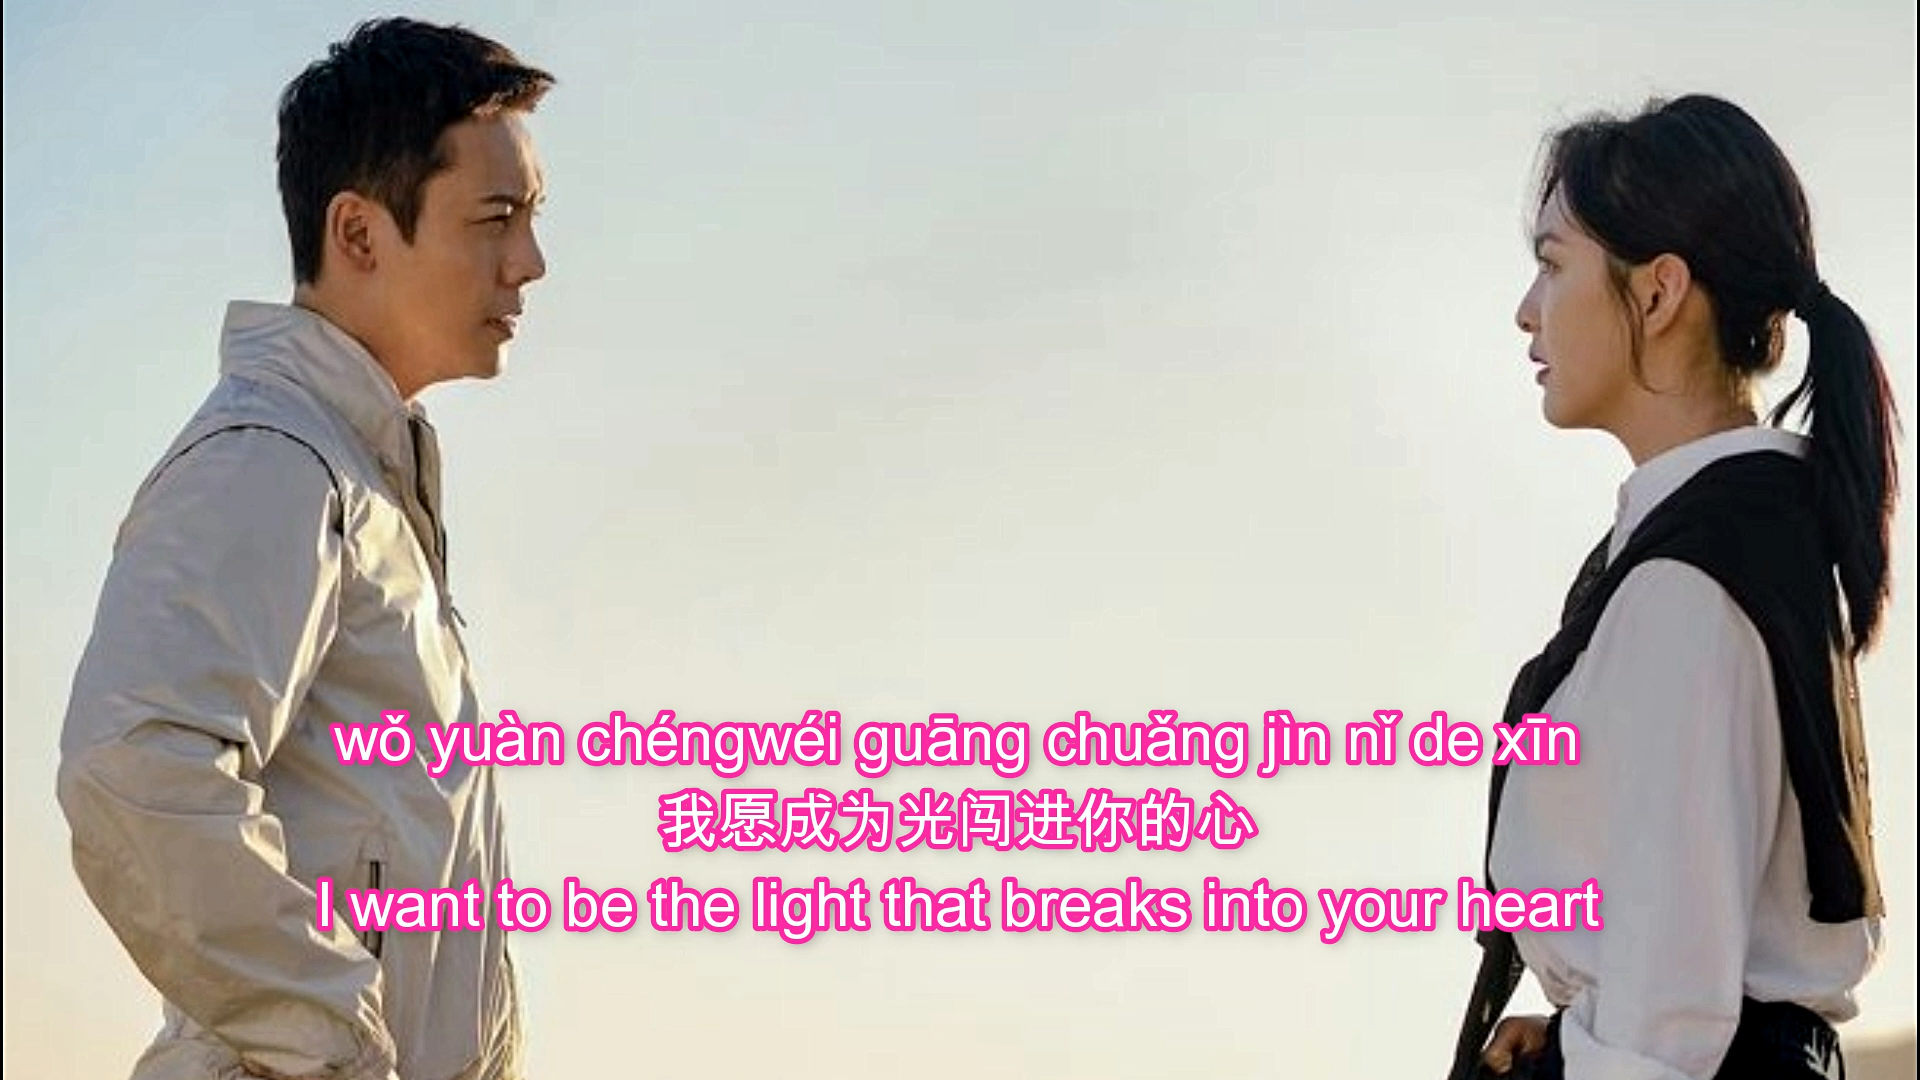 wǒ yuàn chéngwéi guāng chuǎng jìn nǐ de xīn
我愿成为光闯进你的心
I want to be the light that breaks into your heart